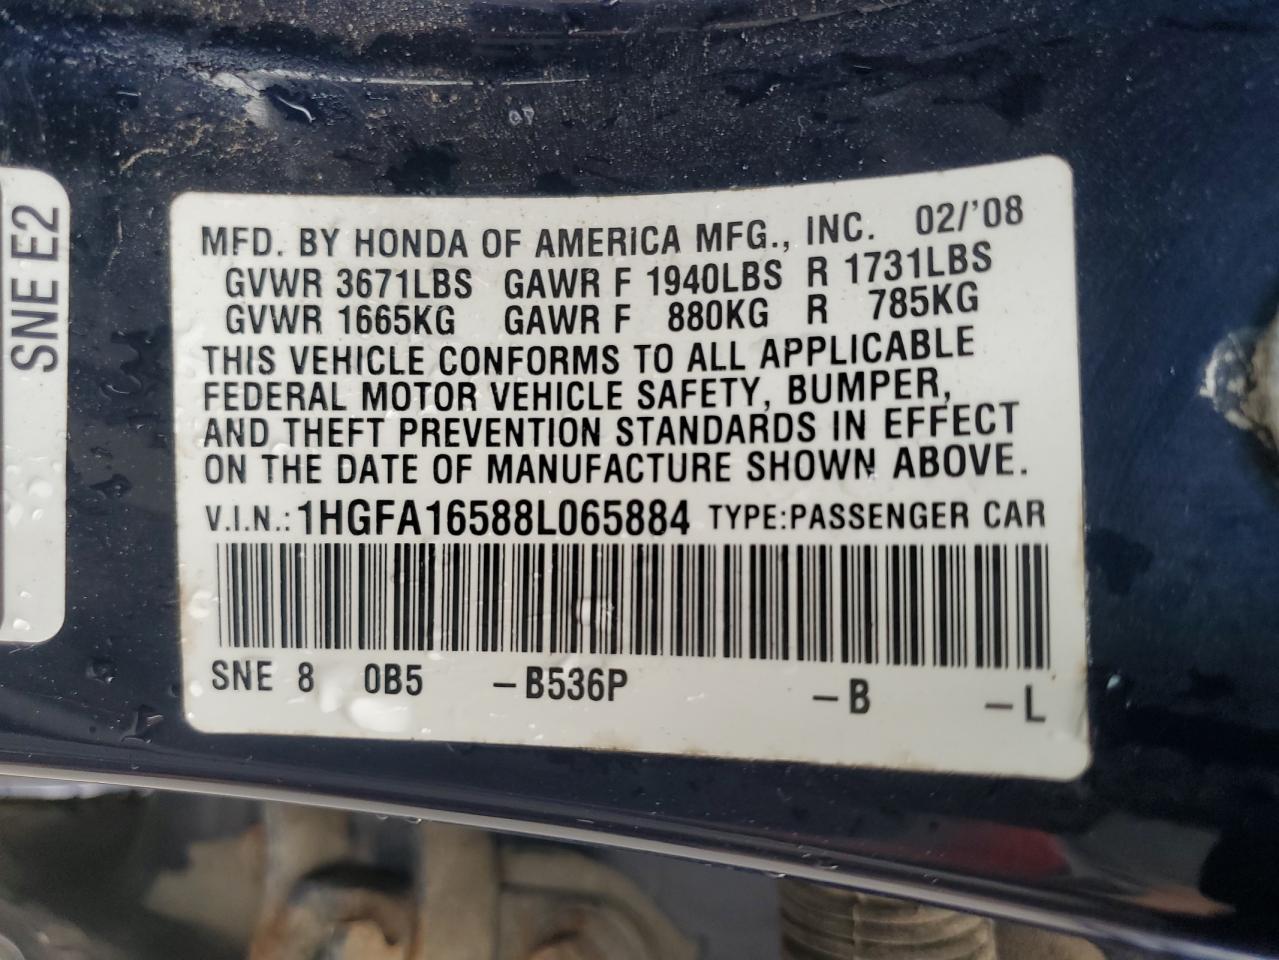 SNE E2
MFD. BY HONDA OF AMERICA MFG., INC. 02/'08
GVWR 3671LBS GAWR F 1940LBS R 1731LBS
GVWR 1665KG GAWR F 880KG R 785KG
THIS VEHICLE CONFORMS TO ALL APPLICABLE
FEDERAL MOTOR VEHICLE SAFETY, BUMPER,
AND THEFT PREVENTION STANDARDS IN EFFECT
ON THE DATE OF MANUFACTURE SHOWN ABOVE.
V.I.N.: 1HGFA16588L065884 TYPE:PASSENGER CAR
SNE 8 0B5 -B536P -B -L